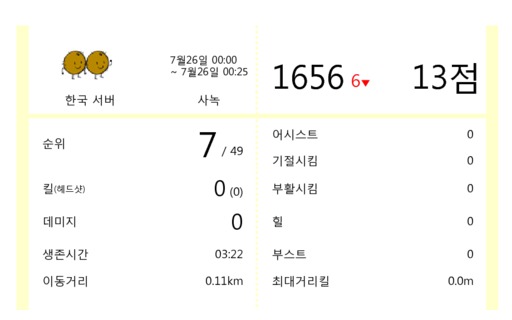 7월26일 00:00
~ 7월26일 00:25
한국 서버
사녹
1656 6▼
13점
순위 7 / 49
킬(헤드샷) 0 (0)
데미지 0
생존시간 03:22
이동거리 0.11km
어시스트 0
기절시킴 0
부활시킴 0
힐 0
부스트 0
최대거리킬 0.0m